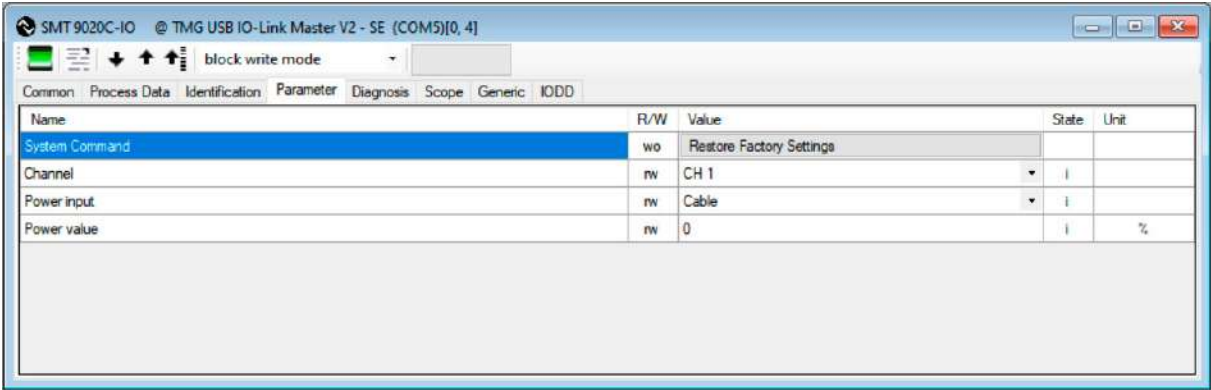 SMT 9020C-IO @ TMG USB IO-Link Master V2 - SE (COM5)[0, 4]
block write mode
Common Process Data Identification Parameter Diagnosis Scope Generic IODD
Name R/W Value State Unit
System Command wo Restore Factory Settings
Channel rw CH 1 i
Power input rw Cable i
Power value rw 0 i %